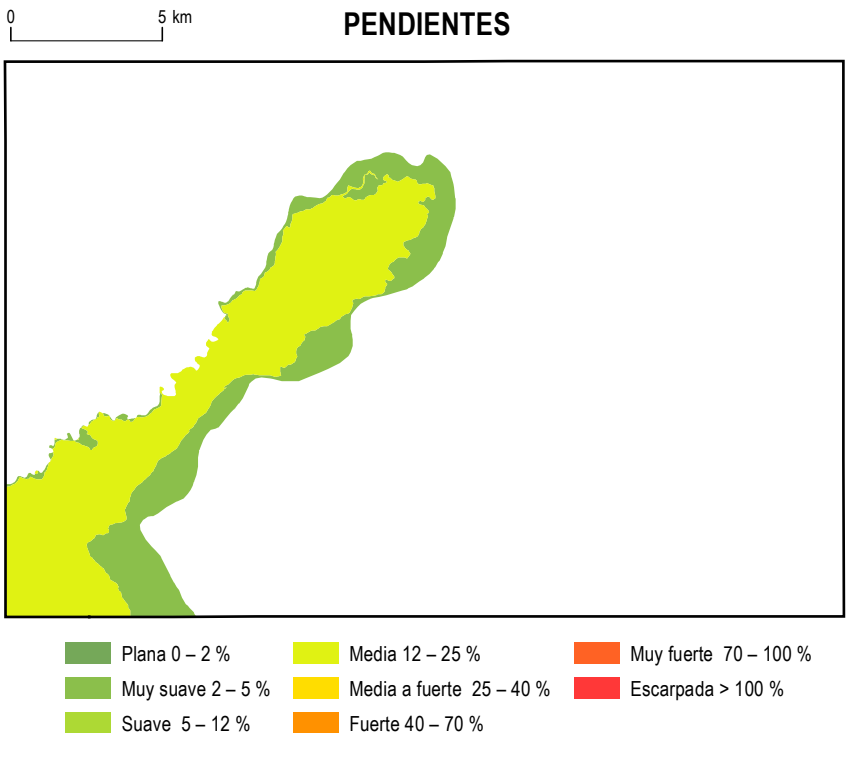 0 5 km
PENDIENTES
Plana 0 – 2 %
Muy suave 2 – 5 %
Suave 5 – 12 %
Media 12 – 25 %
Media a fuerte 25 – 40 %
Fuerte 40 – 70 %
Muy fuerte 70 – 100 %
Escarpada > 100 %